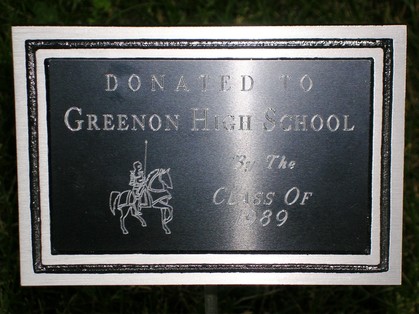 DONATED TO
GREENON HIGH SCHOOL
By The
CLASS OF
1989